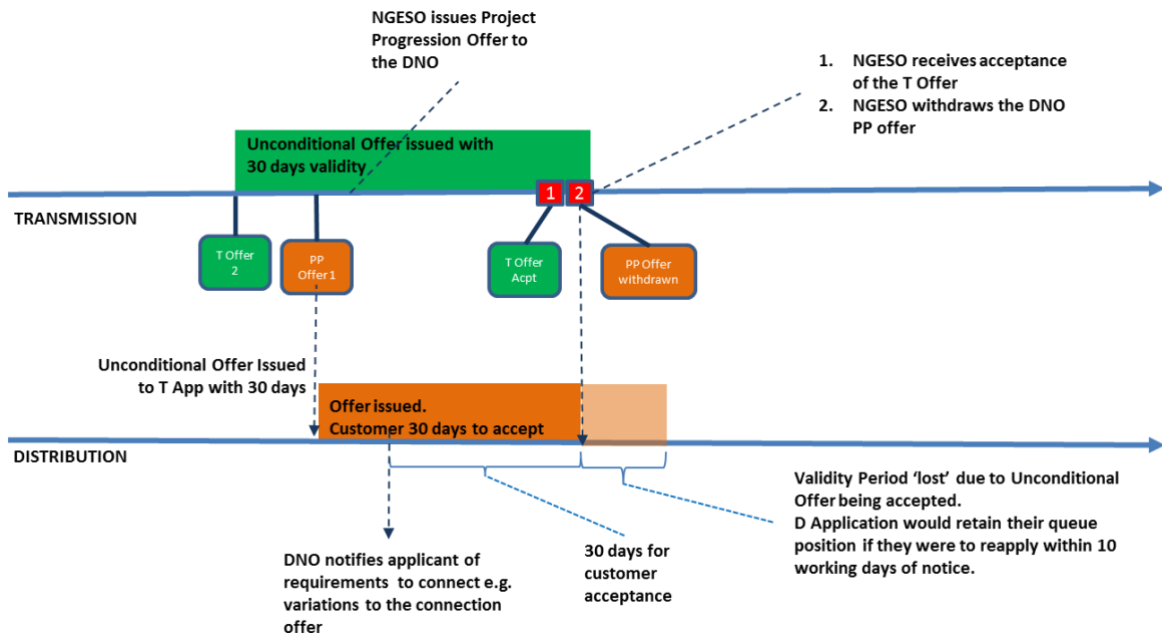 NGESO issues Project
Progression Offer to
the DNO
1. NGESO receives acceptance
of the T Offer
2. NGESO withdraws the DNO
PP offer
Unconditional Offer issued with
30 days validity
1
2
TRANSMISSION
T Offer
2
PP
Offer 1
T Offer
Acpt
PP Offer
withdrawn
Unconditional Offer Issued
to T App with 30 days
Offer issued.
Customer 30 days to accept
DISTRIBUTION
DNO notifies applicant of
requirements to connect e.g.
variations to the connection
offer
30 days for
customer
acceptance
Validity Period ‘lost’ due to Unconditional
Offer being accepted.
D Application would retain their queue
position if they were to reapply within 10
working days of notice.